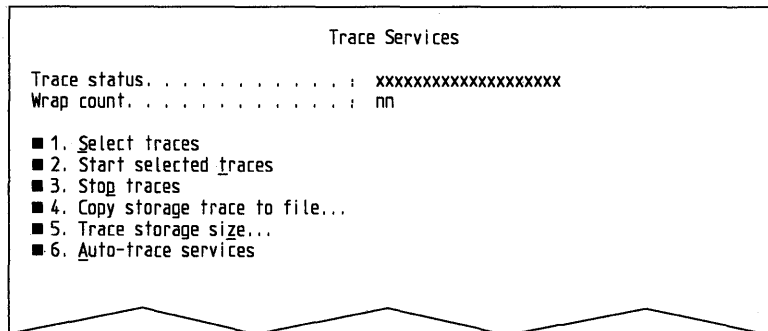 Trace Services
Trace status. . . . . . . . . . . . : xxxxxxxxxxxxxxxxxxxx
Wrap count. . . . . . . . . . . . . : nn
■ 1. Select traces
■ 2. Start selected traces
■ 3. Stop traces
■ 4. Copy storage trace to file...
■ 5. Trace storage size...
■ 6. Auto-trace services